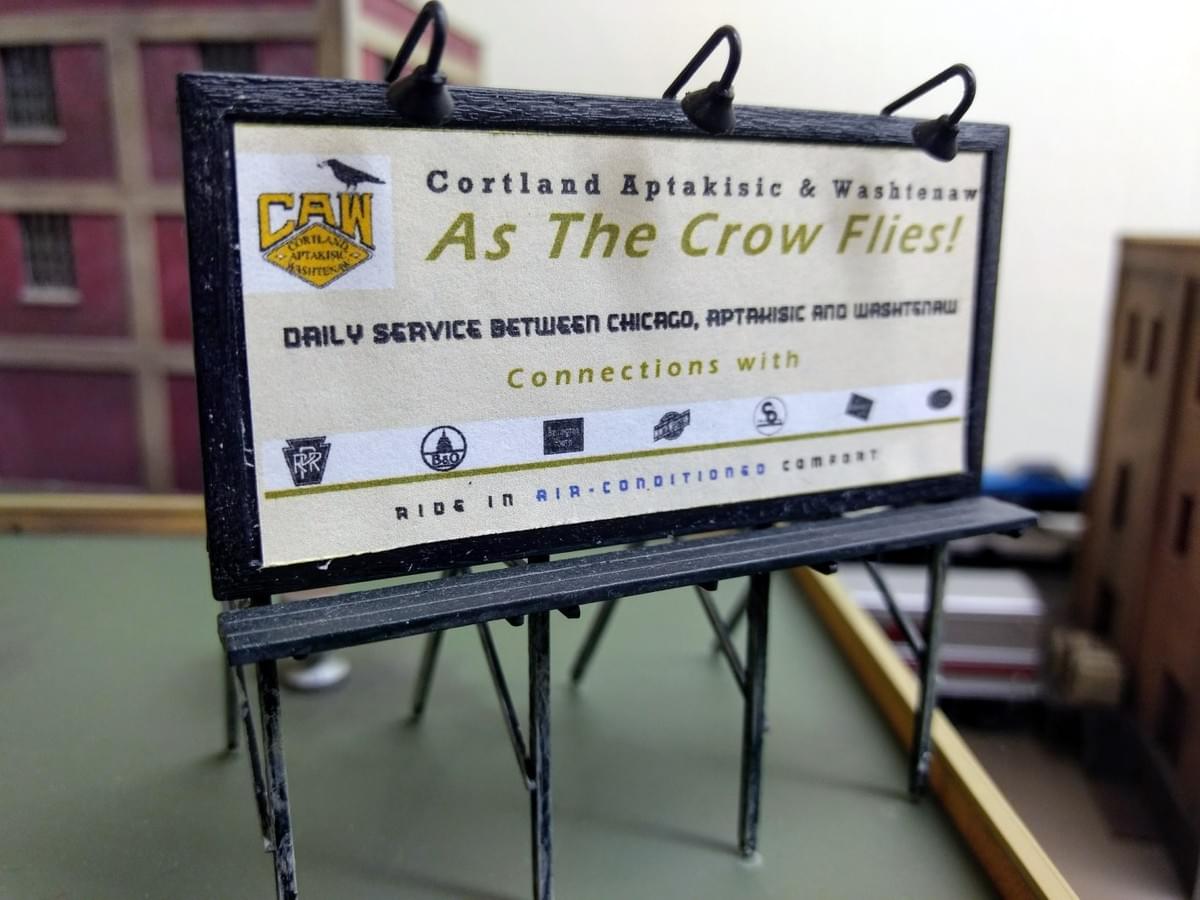 CAW
CORTLAND
APTAKISIC
WASHTENAW
Cortland Aptakisic & Washtenaw
As The Crow Flies!
DAILY SERVICE BETWEEN CHICAGO, APTAKISIC AND WASHTENAW
Connections with
PRR
B&O
RIDE IN AIR-CONDITIONED COMFORT